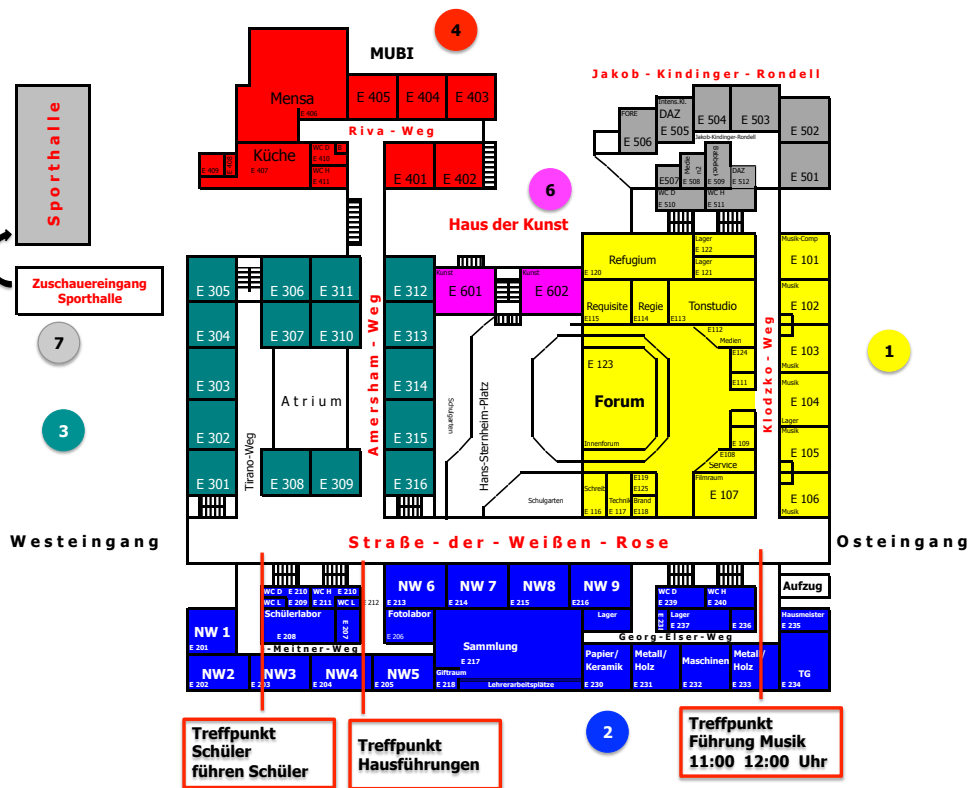 4
MUBI
Jakob - Kindinger - Rondell
Sporthalle
Mensa
E 406
E 405
E 404
E 403
Riva - Weg
Küche
E 407
E 409
E 408
WC D
E 410
WC H
E 411
E 401
E 402
FÖRE
E 506
Intens.Kl.
DAZ
E 505
E 504
E 503
Jakob-Kindinger-Rondell
E 502
E 501
E507
E 508
E 509
DAZ
E 512
WC D
E 510
WC H
E 511
6
Haus der Kunst
Zuschauereingang
Sporthalle
7
3
1
E 305
E 306
E 311
E 312
E 304
E 307
E 310
E 313
E 303
E 314
E 302
Atrium
E 315
E 301
E 308
E 309
E 316
Tirano-Weg
Amersham - Weg
Kunst
E 601
Kunst
E 602
Schulgarten
Hans-Sternheim-Platz
Schulgarten
Refugium
E 120
Lager
E 122
Lager
E 121
Requisite
E115
Regie
E114
Tonstudio
E113
E112
Medien
E124
E111
E 123
Forum
Innenforum
E 109
E108
Service
Filmraum
E 107
Schreib
E 116
Technik
E 117
E119
E125
Brand
E118
Klodzko - Weg
Musik-Comp
E 101
Musik
E 102
E 103
Musik
Musik
E 104
Lager
Musik
E 105
E 106
Musik
Westeingang
Straße - der - Weißen - Rose
Osteingang
WC D
E 210
WC H
E 210
WC L
E 209
E 211
WC L
E 212
Schülerlabor
E 208
E 207
-Meitner-Weg
NW 1
E 201
NW2
E 202
NW3
E 203
NW4
E 204
NW5
E 205
NW 6
E 213
NW 7
E 214
NW8
E 215
NW 9
E216
Fotolabor
E 206
Sammlung
E 217
Giftraum
E 218
Lehrerarbeitsplätze
Lager
WC D
E 239
WC H
E 240
Lager
E 237
E 236
Georg-Elser-Weg
Papier/
Keramik
E 230
Metall/
Holz
E 231
Maschinen
E 232
Metall/
Holz
E 233
Aufzug
Hausmeister
E 235
TG
E 234
Treffpunkt
Schüler
führen Schüler
Treffpunkt
Hausführungen
2
Treffpunkt
Führung Musik
11:00 12:00 Uhr